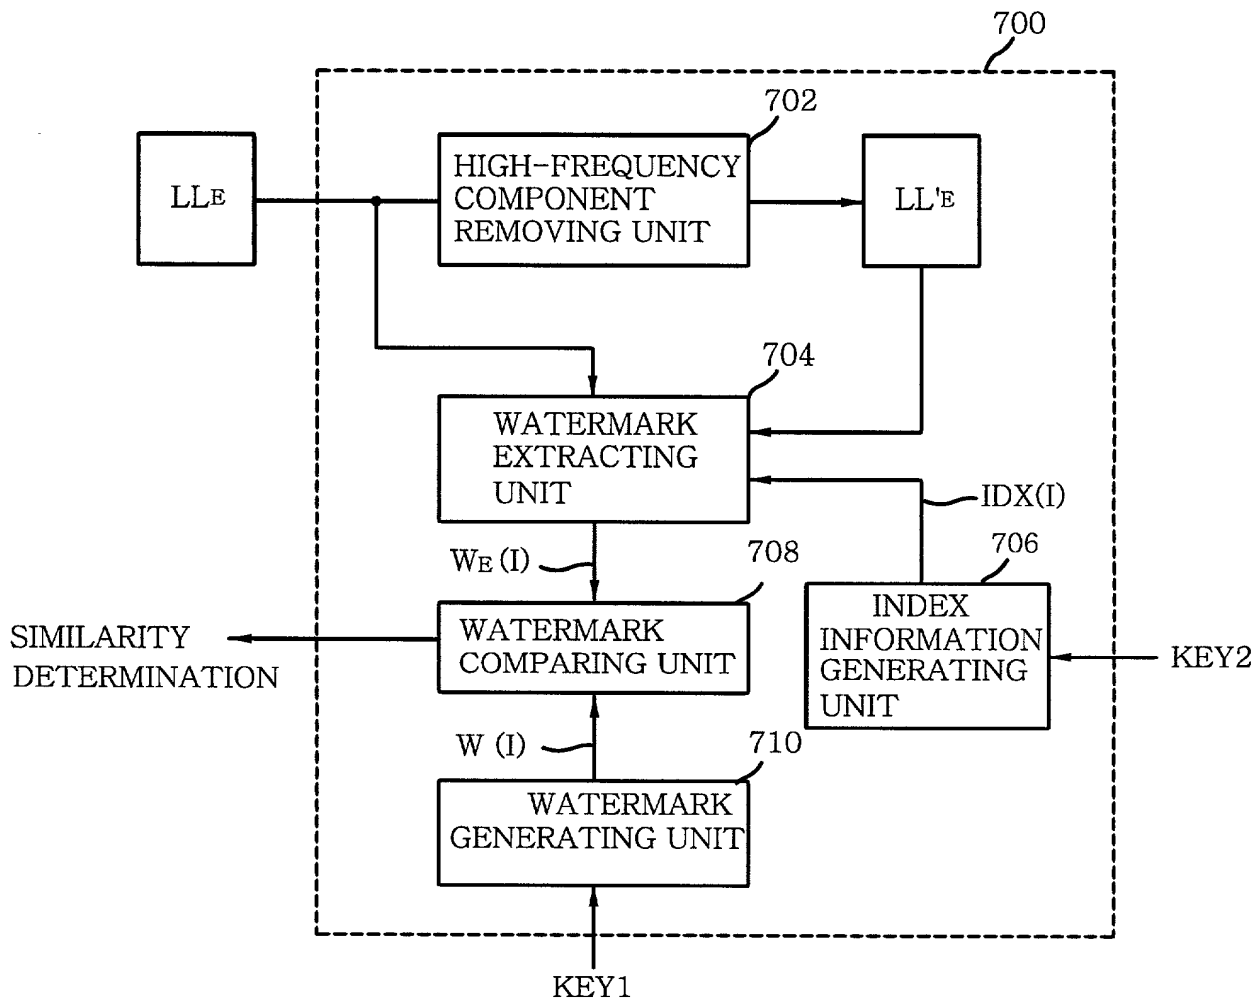 700
702
LLE
HIGH-FREQUENCY
COMPONENT
REMOVING UNIT
LL'E
704
WATERMARK
EXTRACTING
UNIT
IDX(I)
WE (I)
708
706
WATERMARK
COMPARING UNIT
SIMILARITY
DETERMINATION
INDEX
INFORMATION
GENERATING
UNIT
KEY2
W (I)
710
WATERMARK
GENERATING UNIT
KEY1